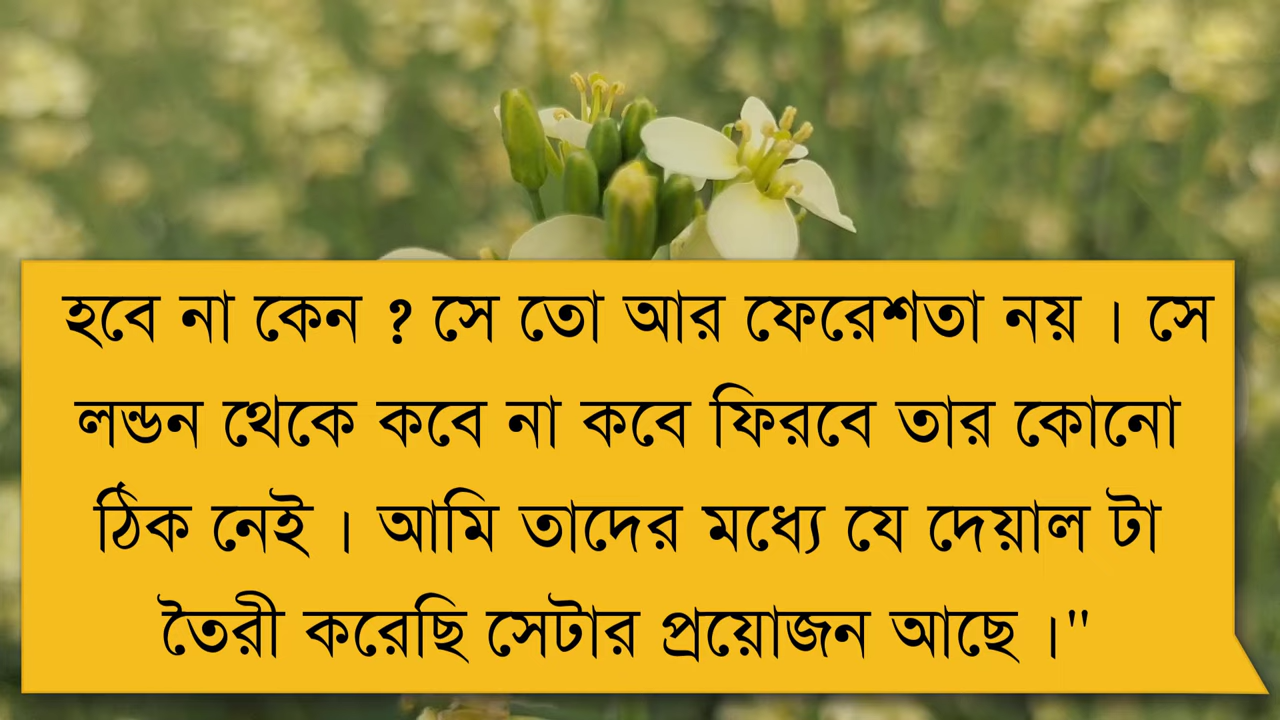 হবে না কেন ? সে তো আর ফেরেশতা নয় । সে
লন্ডন থেকে কবে না কবে ফিরবে তার কোনো
ঠিক নেই । আমি তাদের মধ্যে যে দেয়াল টা
তৈরী করেছি সেটার প্রয়োজন আছে ।"